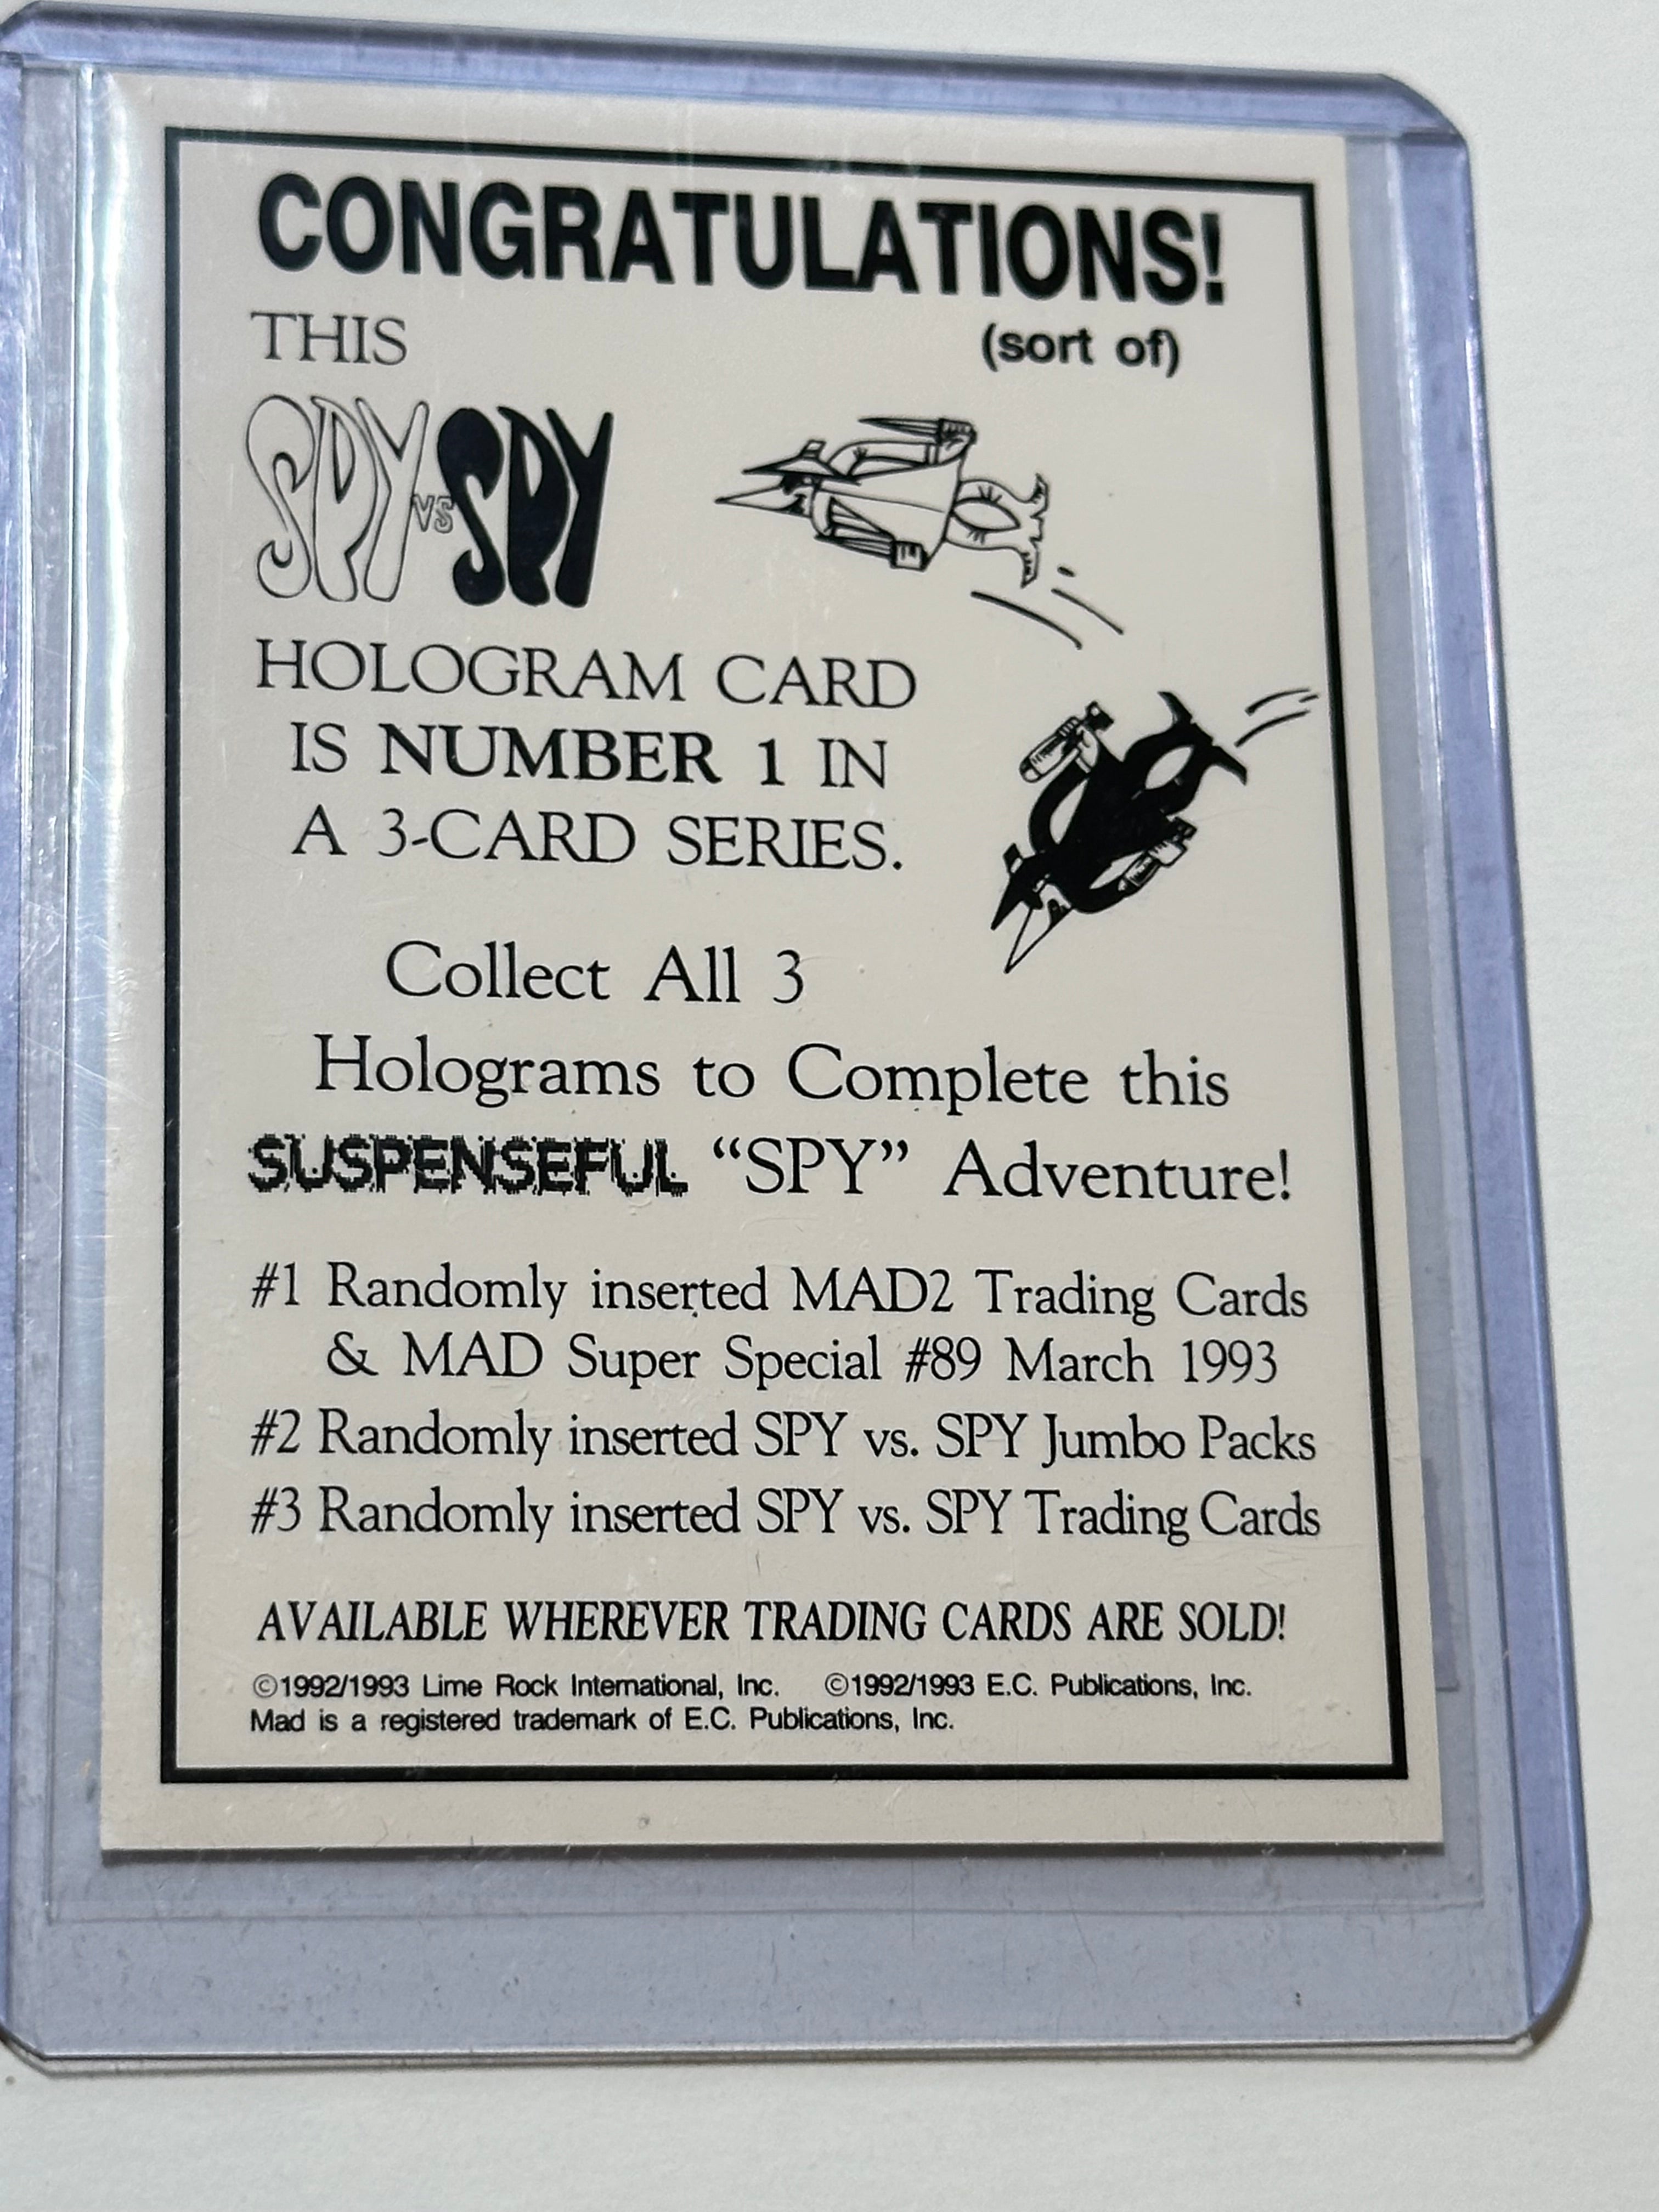 CONGRATULATIONS!
(sort of)
THIS
SPY vs SPY
HOLOGRAM CARD
IS NUMBER 1 IN
A 3-CARD SERIES.
Collect All 3
Holograms to Complete this
SUSPENSEFUL “SPY” Adventure!
#1 Randomly inserted MAD2 Trading Cards
& MAD Super Special #89 March 1993
#2 Randomly inserted SPY vs. SPY Jumbo Packs
#3 Randomly inserted SPY vs. SPY Trading Cards
AVAILABLE WHEREVER TRADING CARDS ARE SOLD!
©1992/1993 Lime Rock International, Inc. ©1992/1993 E.C. Publications, Inc.
Mad is a registered trademark of E.C. Publications, Inc.